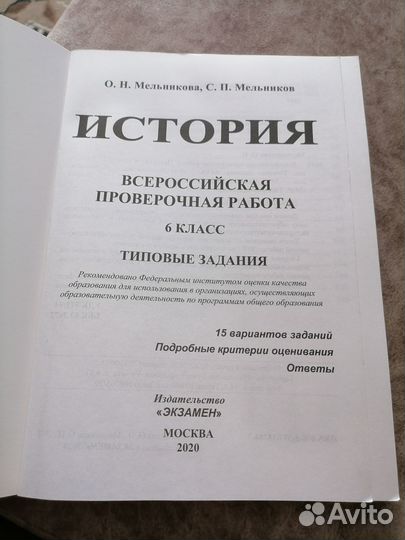 О. Н. Мельникова, С. П. Мельников
ИСТОРИЯ
ВСЕРОССИЙСКАЯ
ПРОВЕРОЧНАЯ РАБОТА
6 КЛАСС
ТИПОВЫЕ ЗАДАНИЯ
Рекомендовано Федеральным институтом оценки качества
образования для использования в организациях, осуществляющих
образовательную деятельность по программам общего образования
15 вариантов заданий
Подробные критерии оценивания
Ответы
Издательство
«ЭКЗАМЕН»
МОСКВА
2020
Avito